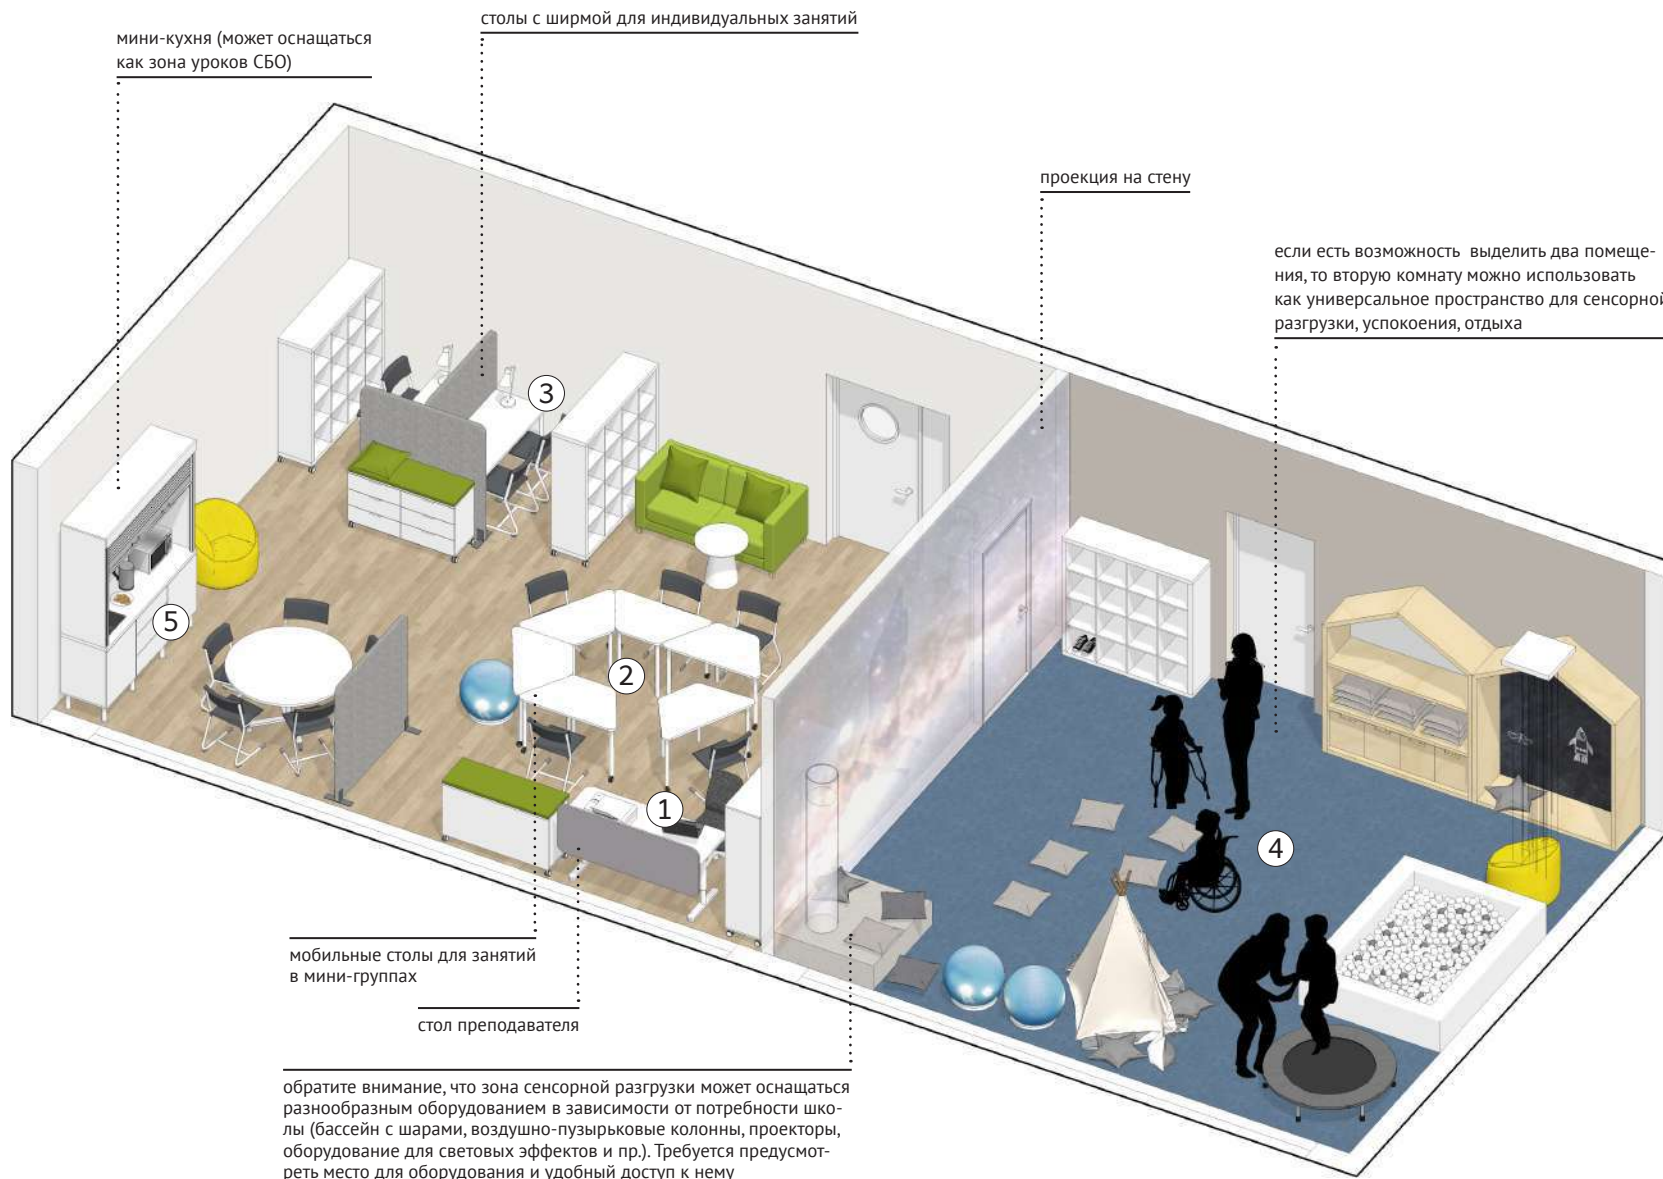 столы с ширмой для индивидуальных занятий
мини-кухня (может оснащаться
как зона уроков СБО)
проекция на стену
если есть возможность выделить два помеще-
ния, то вторую комнату можно использовать
как универсальное пространство для сенсорной
разгрузки, успокоения, отдыха
3
5
2
1
4
мобильные столы для занятий
в мини-группах
стол преподавателя
обратите внимание, что зона сенсорной разгрузки может оснащаться
разнообразным оборудованием в зависимости от потребности шко-
лы (бассейн с шарами, воздушно-пузырьковые колонны, проекторы,
оборудование для световых эффектов и пр.). Требуется предусмот-
реть место для оборудования и удобный доступ к нему